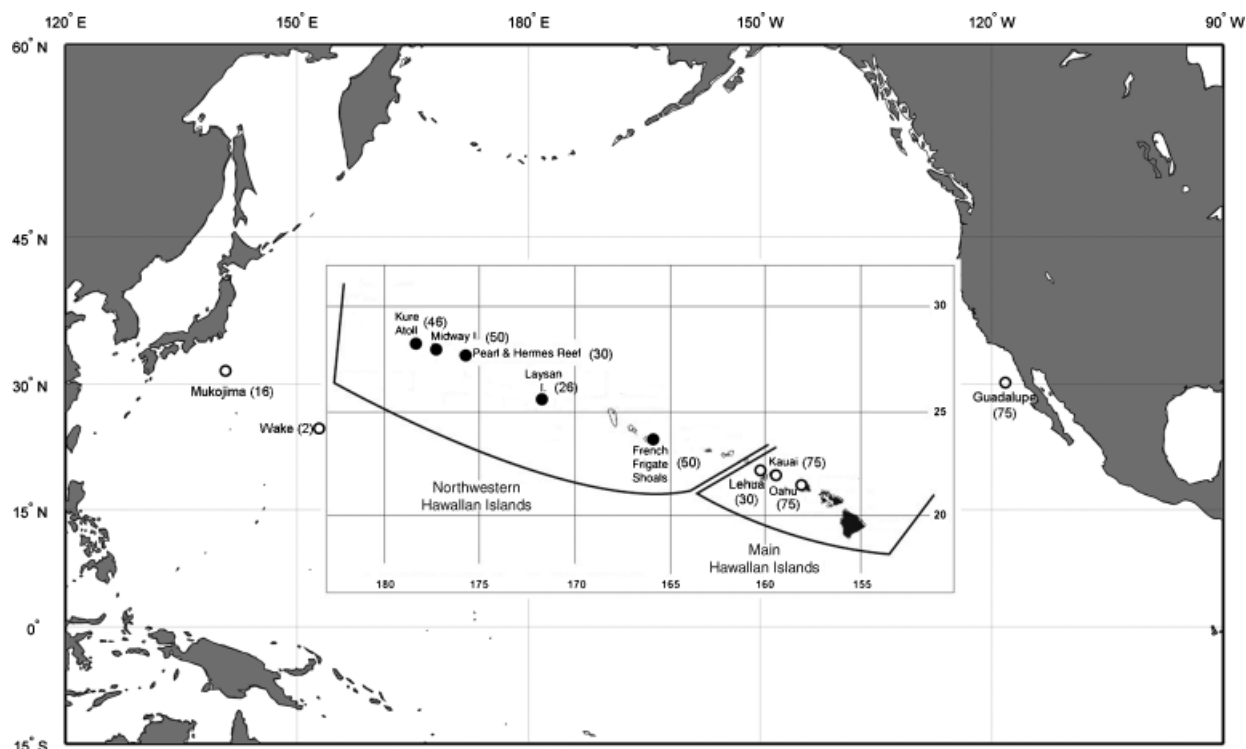 120° E 150° E 180° E 150° W 120° W 90° W
60° N
45° N
30° N
15° N
0°
15° S
30
25
20
180 175 170 165 160 155
Kure
Atoll (46)
Midway I. (50)
Pearl & Hermes Reef (30)
Laysan
I. (26)
French
Frigate
Shoals (50)
Northwestern
Hawaiian Islands
Kauai (75)
Lehua
(30)
Oahu
(75)
Main
Hawaiian Islands
Mukojima (16)
Wake (2)
Guadalupe
(75)